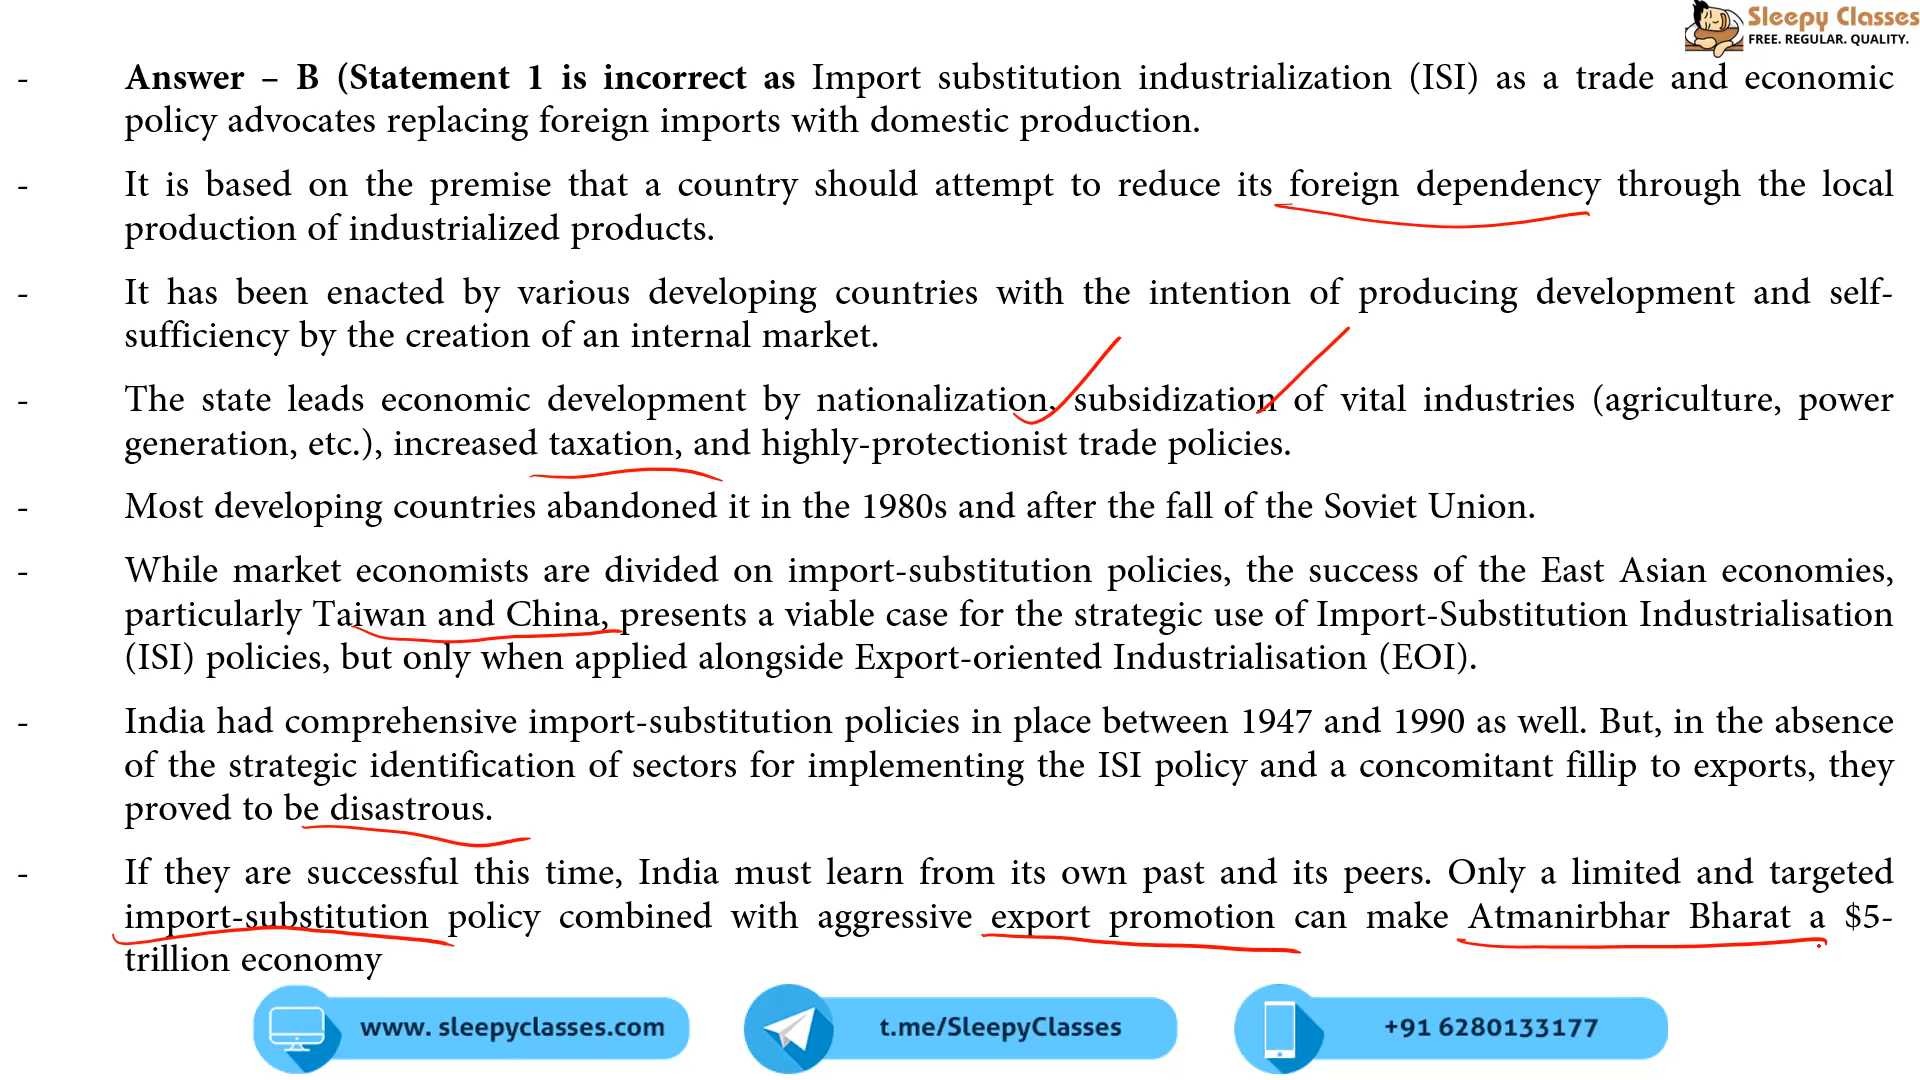 Sleepy Classes
FREE. REGULAR. QUALITY.
- Answer – B (Statement 1 is incorrect as Import substitution industrialization (ISI) as a trade and economic
policy advocates replacing foreign imports with domestic production.
- It is based on the premise that a country should attempt to reduce its foreign dependency through the local
production of industrialized products.
- It has been enacted by various developing countries with the intention of producing development and self-
sufficiency by the creation of an internal market.
- The state leads economic development by nationalization, subsidization of vital industries (agriculture, power
generation, etc.), increased taxation, and highly-protectionist trade policies.
- Most developing countries abandoned it in the 1980s and after the fall of the Soviet Union.
- While market economists are divided on import-substitution policies, the success of the East Asian economies,
particularly Taiwan and China, presents a viable case for the strategic use of Import-Substitution Industrialisation
(ISI) policies, but only when applied alongside Export-oriented Industrialisation (EOI).
- India had comprehensive import-substitution policies in place between 1947 and 1990 as well. But, in the absence
of the strategic identification of sectors for implementing the ISI policy and a concomitant fillip to exports, they
proved to be disastrous.
- If they are successful this time, India must learn from its own past and its peers. Only a limited and targeted
import-substitution policy combined with aggressive export promotion can make Atmanirbhar Bharat a $5-
trillion economy
www. sleepyclasses.com
t.me/SleepyClasses
+91 6280133177